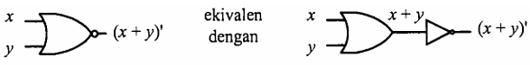 x
y
(x + y)'
ekivalen
dengan
x
y
x + y
(x + y)'